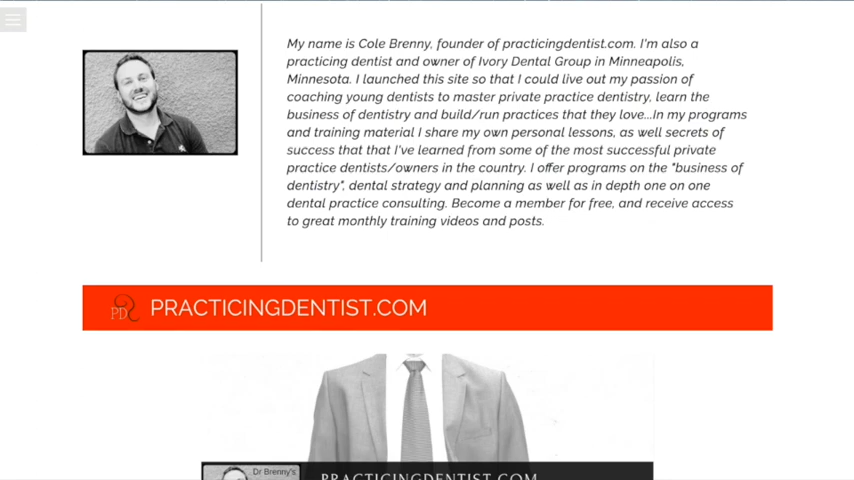 My name is Cole Brenny, founder of practicingdentist.com. I'm also a
practicing dentist and owner of Ivory Dental Group in Minneapolis,
Minnesota. I launched this site so that I could live out my passion of
coaching young dentists to master private practice dentistry, learn the
business of dentistry and build/run practices that they love...In my programs
and training material I share my own personal lessons, as well secrets of
success that that I've learned from some of the most successful private
practice dentists/owners in the country. I offer programs on the "business of
dentistry", dental strategy and planning as well as in depth one on one
dental practice consulting. Become a member for free, and receive access
to great monthly training videos and posts.
PD PRACTICINGDENTIST.COM
Dr Brenny's
PRACTICINGDENTIST.COM